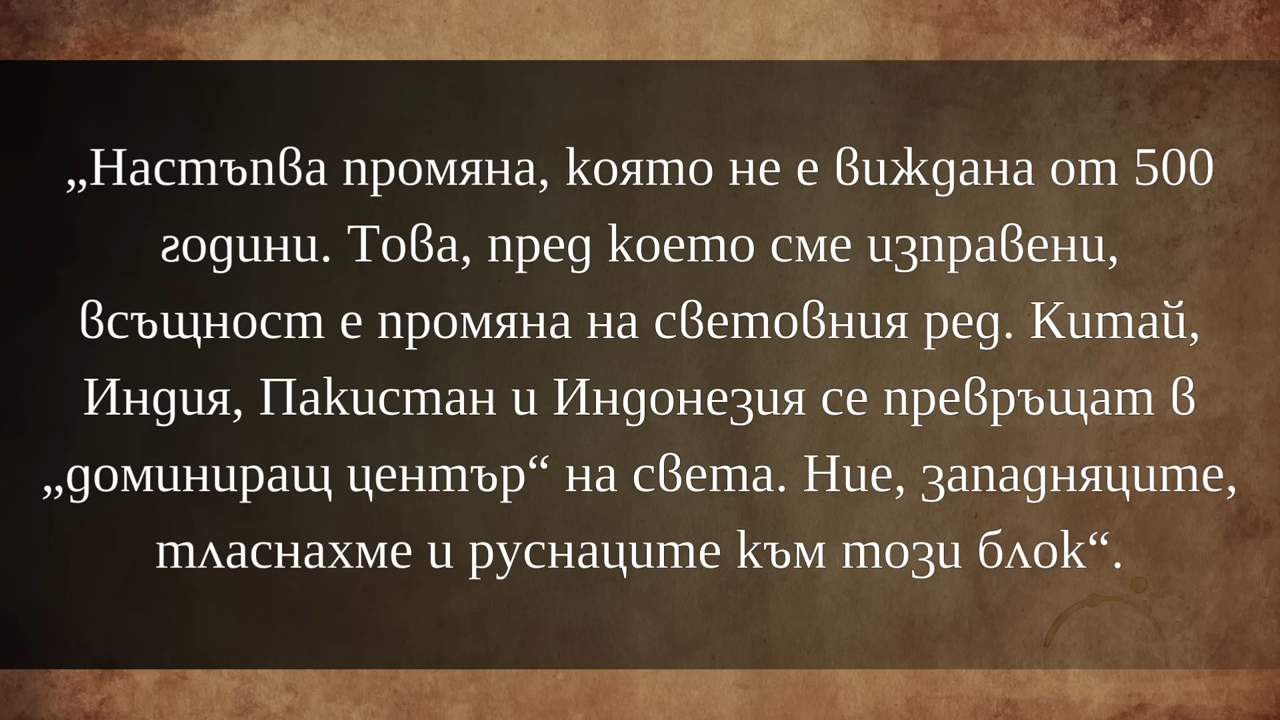 „Настъпва промяна, която не е виждана от 500
години. Това, пред което сме изправени,
всъщност е промяна на световния ред. Китай,
Индия, Пакистан и Индонезия се превръщат в
„доминиращ център“ на света. Ние, западняците,
тласнахме и руснаците към този блок“.